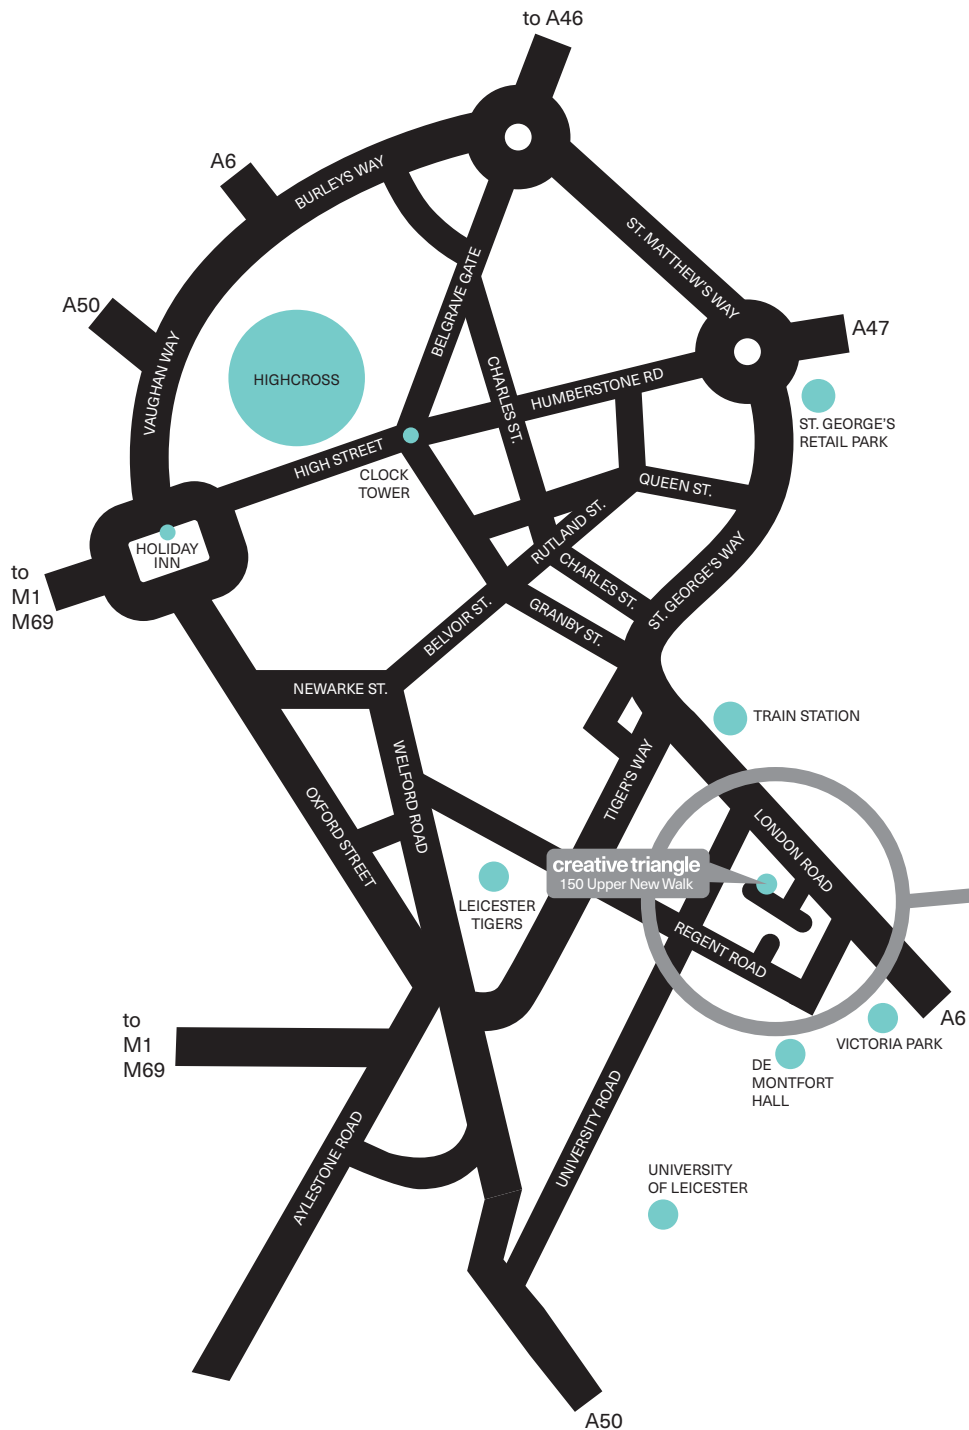 to A46
A6
BURLEYS WAY
ST. MATTHEW'S WAY
A50
VAUGHAN WAY
BELGRAVE GATE
A47
HIGHCROSS
CHARLES ST.
HUMBERSTONE RD
ST. GEORGE'S
RETAIL PARK
HIGH STREET
CLOCK
TOWER
QUEEN ST.
HOLIDAY
INN
RUTLAND ST.
to
M1
M69
CHARLES ST.
ST. GEORGE'S WAY
BELVOIR ST.
GRANBY ST.
NEWARKE ST.
TRAIN STATION
WELFORD ROAD
TIGER'S WAY
OXFORD STREET
LONDON ROAD
creative triangle
150 Upper New Walk
LEICESTER
TIGERS
REGENT ROAD
A6
to
M1
M69
VICTORIA PARK
DE
MONTFORT
HALL
UNIVERSITY ROAD
AYLESTONE ROAD
UNIVERSITY
OF LEICESTER
A50